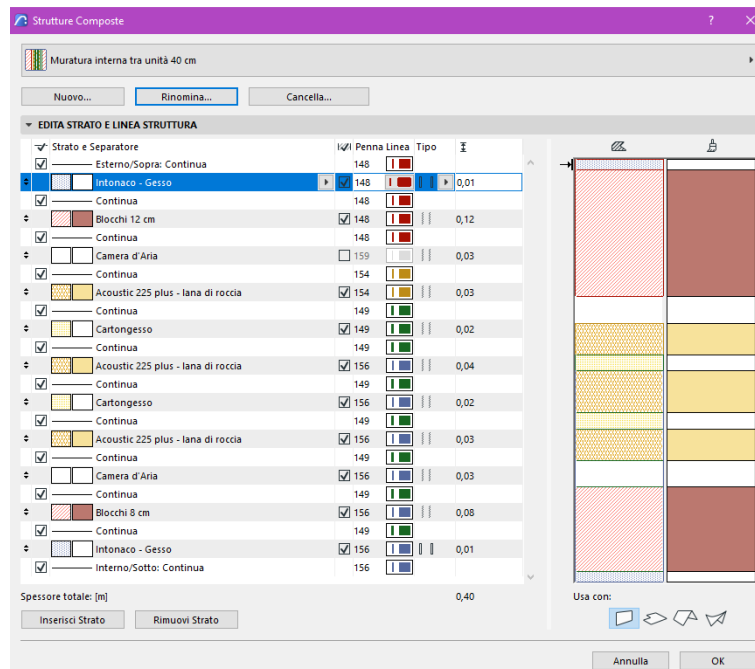 Strutture Composte ?
Muratura interna tra unità 40 cm
Nuovo... Rinomina... Cancella...
EDITA STRATO E LINEA STRUTTURA
Strato e Separatore Penna Linea Tipo
Esterno/Sopra: Continua 148
Intonaco - Gesso 148 0,01
Continua 148
Blocchi 12 cm 148 0,12
Continua 148
Camera d'Aria 159 0,03
Continua 154
Acoustic 225 plus - lana di roccia 154 0,03
Continua 149
Cartongesso 149 0,02
Continua 149
Acoustic 225 plus - lana di roccia 156 0,04
Continua 149
Cartongesso 156 0,02
Continua 149
Acoustic 225 plus - lana di roccia 156 0,03
Continua 149
Camera d'Aria 156 0,03
Continua 149
Blocchi 8 cm 156 0,08
Continua 149
Intonaco - Gesso 156 0,01
Interno/Sotto: Continua 156
Spessore totale: [m] 0,40
Usa con:
Inserisci Strato Rimuovi Strato
Annulla OK